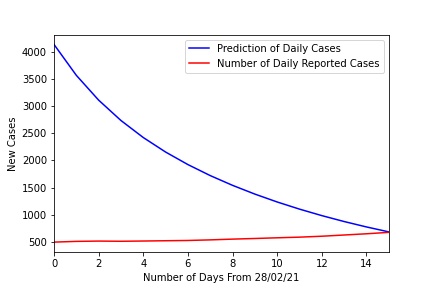 Prediction of Daily Cases
Number of Daily Reported Cases
New Cases
4000
3500
3000
2500
2000
1500
1000
500
0 2 4 6 8 10 12 14
Number of Days From 28/02/21